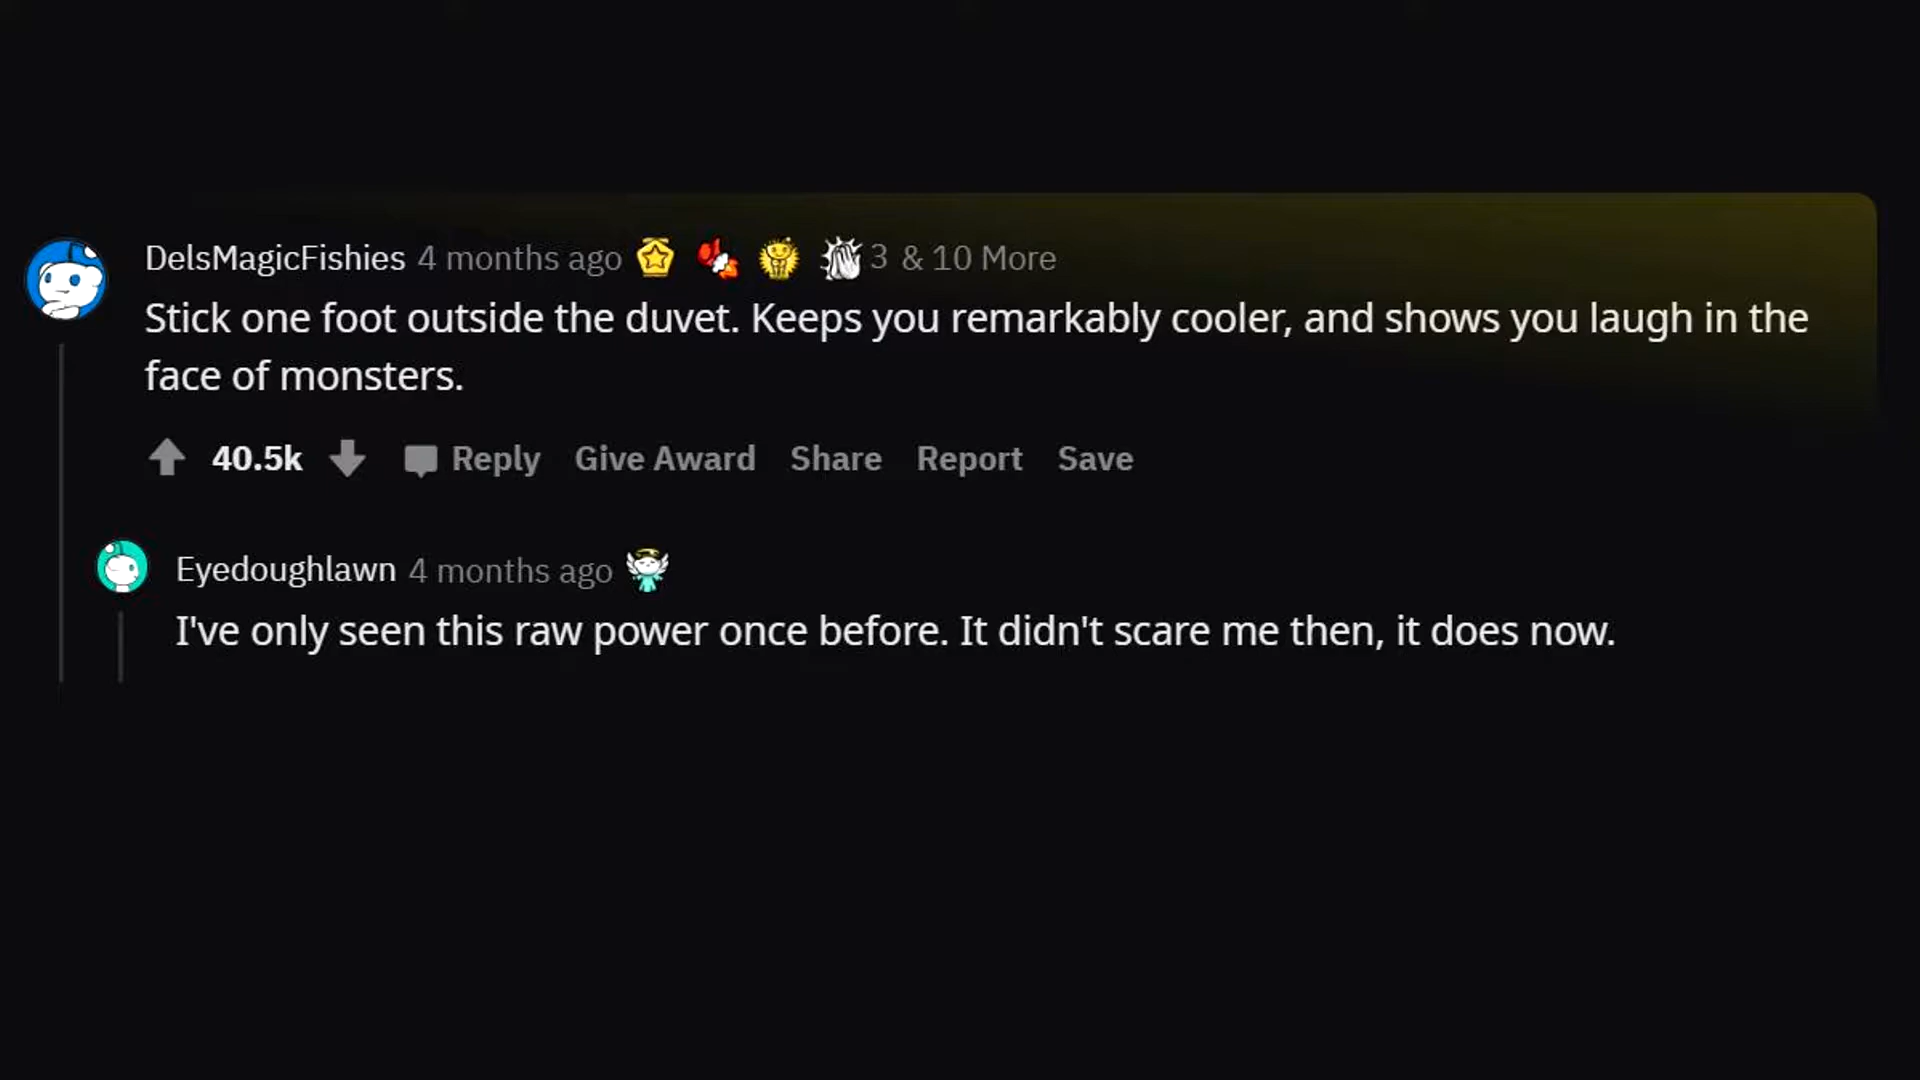 DelsMagicFishies 4 months ago 3 & 10 More
Stick one foot outside the duvet. Keeps you remarkably cooler, and shows you laugh in the
face of monsters.
40.5k Reply Give Award Share Report Save
Eyedoughlawn 4 months ago
I've only seen this raw power once before. It didn't scare me then, it does now.